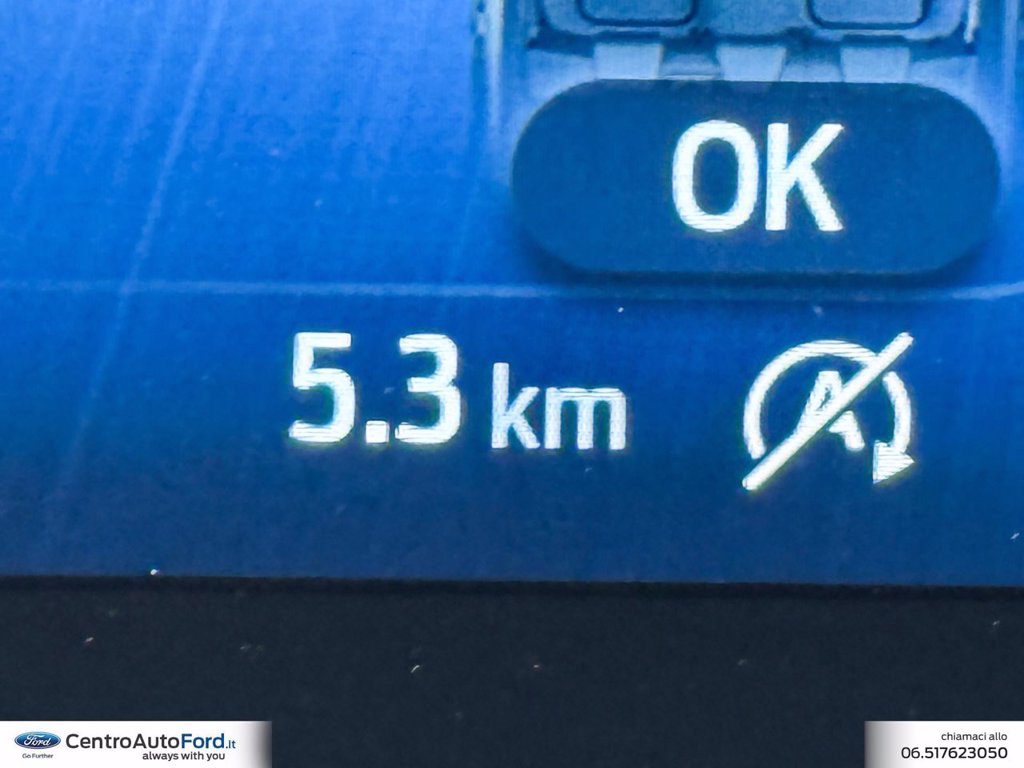 OK
5.3 km
A
Ford
Go Further
CentroAutoFord.it
always with you
chiamaci allo
06.517623050